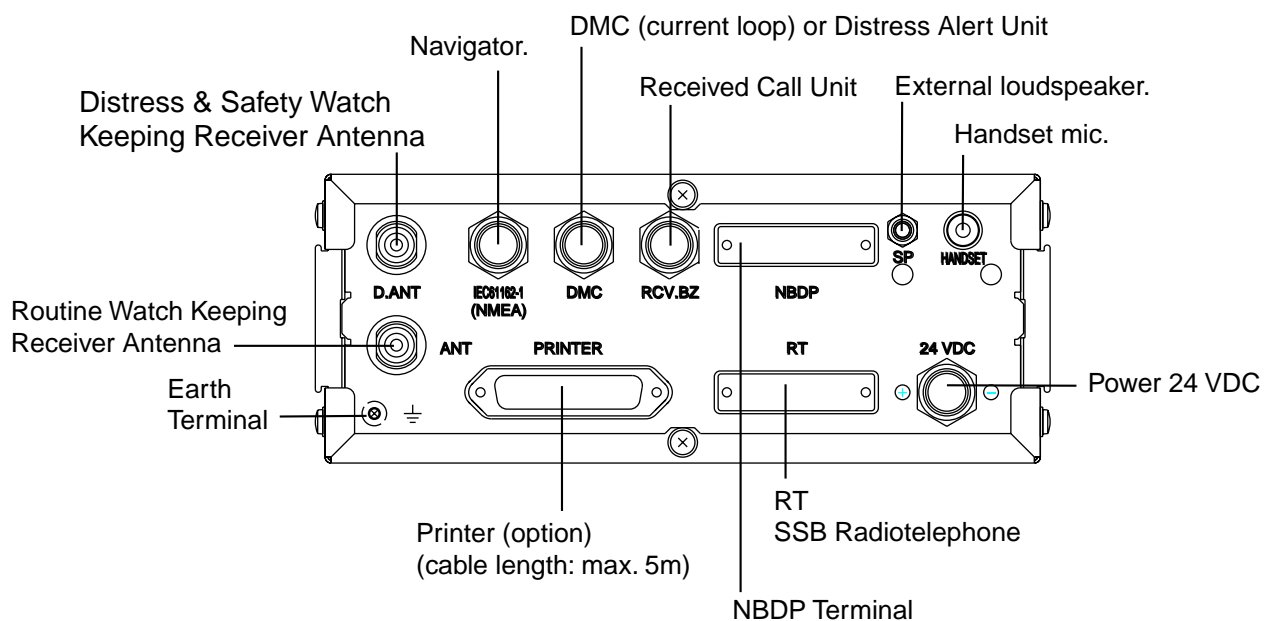 DMC (current loop) or Distress Alert Unit
Navigator.
Received Call Unit
External loudspeaker.
Distress & Safety Watch
Keeping Receiver Antenna
Handset mic.
SP
HANDSET
D.ANT
IEC61162-1
(NMEA)
DMC
RCV.BZ
NBDP
Routine Watch Keeping
Receiver Antenna
ANT
PRINTER
RT
24 VDC
Earth
Terminal
+
−
Power 24 VDC
RT
SSB Radiotelephone
Printer (option)
(cable length: max. 5m)
NBDP Terminal